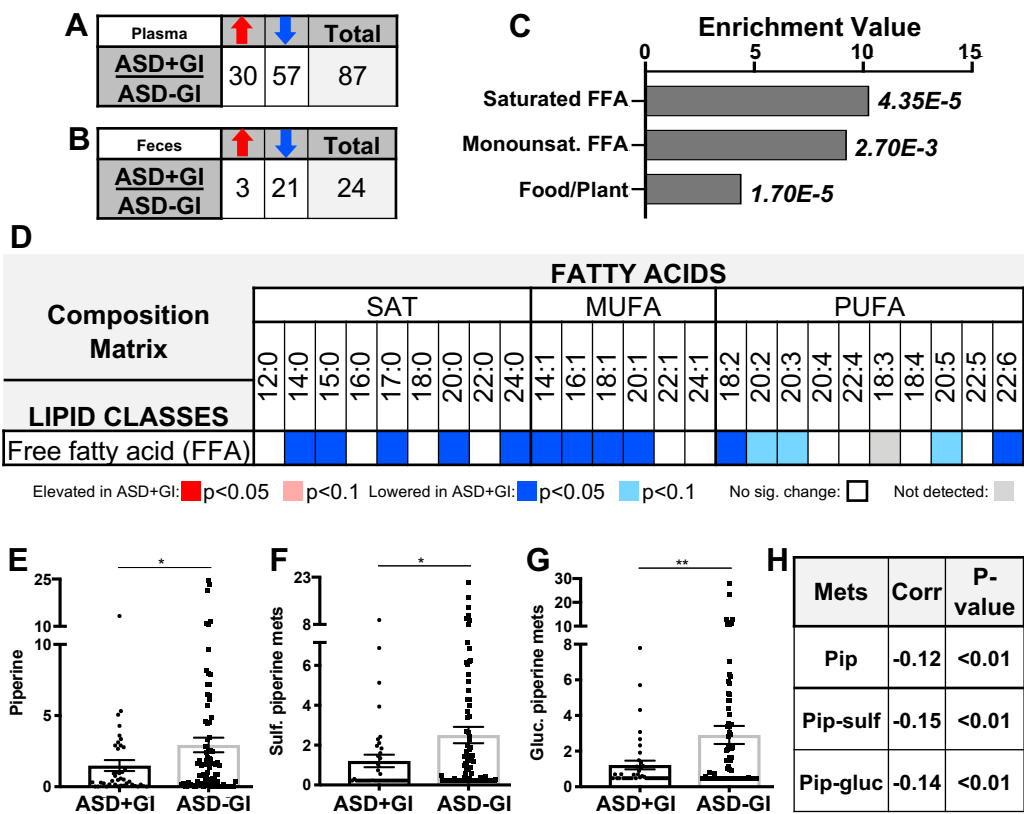 A
Plasma Total
ASD+GI
ASD-GI
30 57 87
B
Feces Total
ASD+GI
ASD-GI
3 21 24
C
Enrichment Value
0 5 10 15
Saturated FFA 4.35E-5
Monounsat. FFA 2.70E-3
Food/Plant 1.70E-5
D
FATTY ACIDS
Composition
Matrix
SAT MUFA PUFA
12:0 14:0 15:0 16:0 17:0 18:0 20:0 22:0 24:0 14:1 16:1 18:1 20:1 22:1 24:1 18:2 20:2 20:3 20:4 22:4 18:3 18:4 20:5 22:5 22:6
LIPID CLASSES
Free fatty acid (FFA)
Elevated in ASD+GI: p<0.05 p<0.1 Lowered in ASD+GI: p<0.05 p<0.1 No sig. change: Not detected:
E
Piperine
25
10
10
5
0
*
ASD+GI ASD-GI
F
Sulf. piperine mets
23
8
6
4
2
0
*
ASD+GI ASD-GI
G
Gluc. piperine mets
30
20
10
8
6
4
2
0
**
ASD+GI ASD-GI
H
Mets Corr P-
value
Pip -0.12 <0.01
Pip-sulf -0.15 <0.01
Pip-gluc -0.14 <0.01